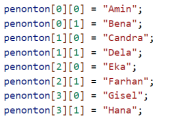 penonton[0][0] = "Amin";
penonton[0][1] = "Bena";
penonton[1][0] = "Candra";
penonton[1][1] = "Dela";
penonton[2][0] = "Eka";
penonton[2][1] = "Farhan";
penonton[3][0] = "Gisel";
penonton[3][1] = "Hana";